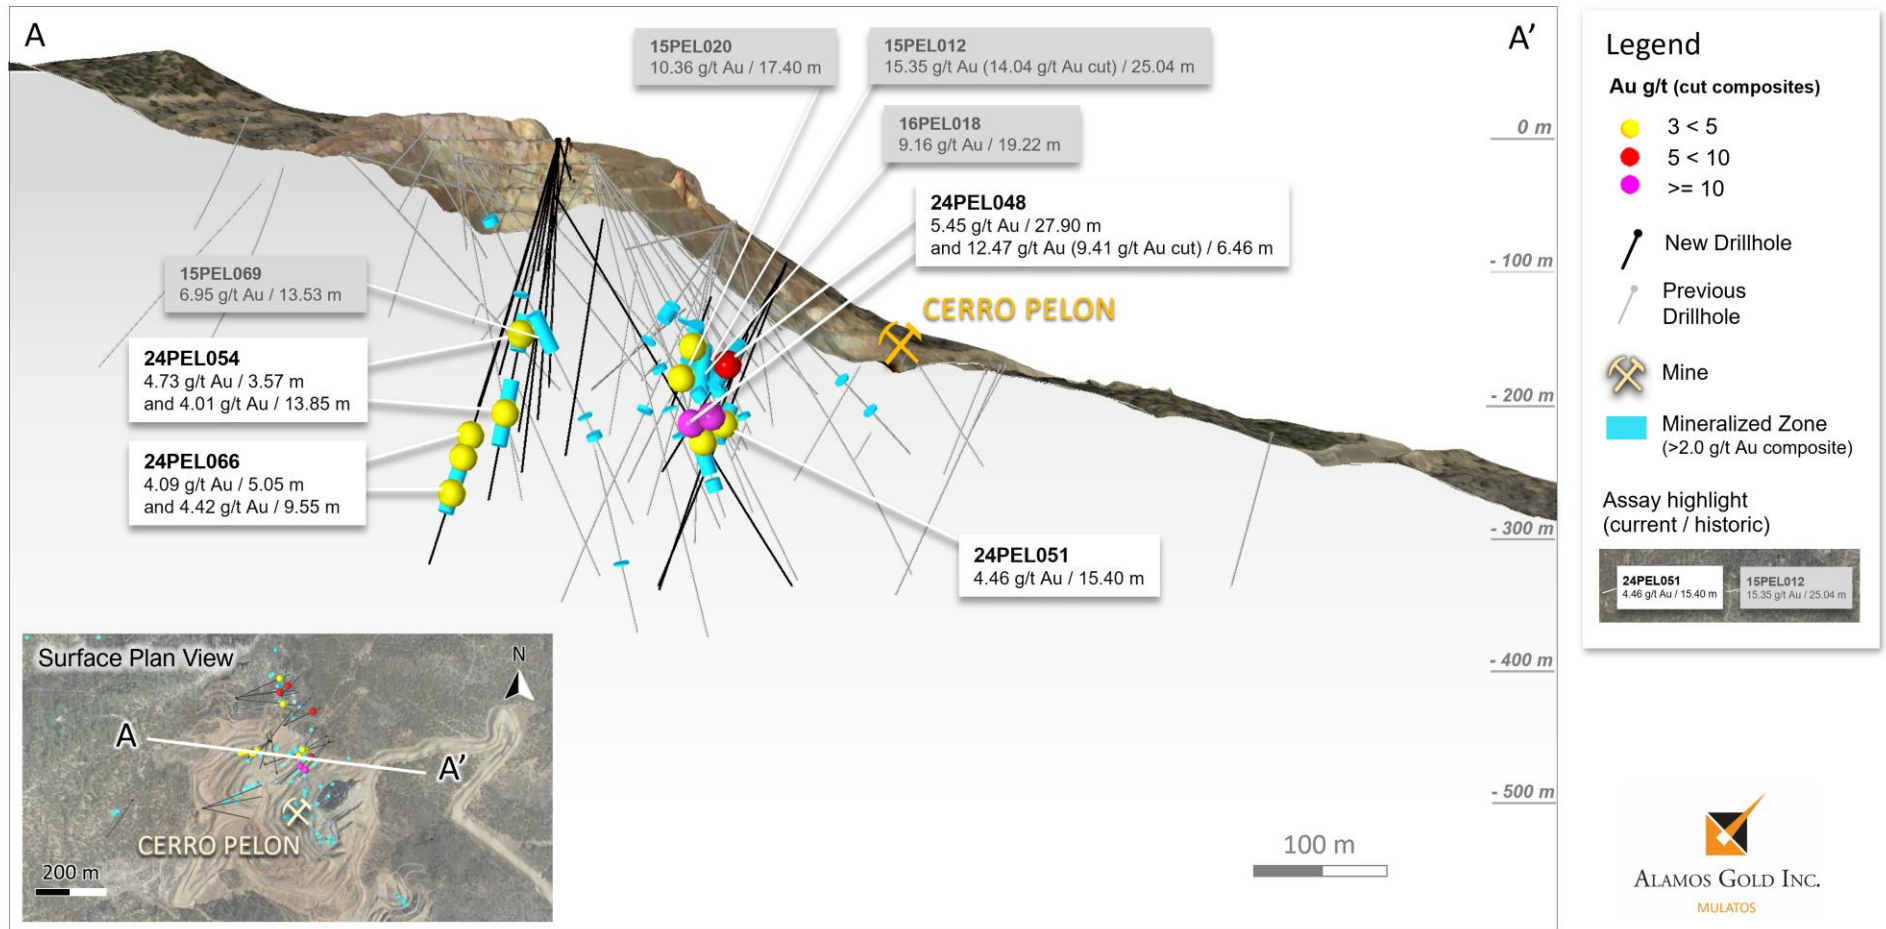 A
A'
15PEL020
10.36 g/t Au / 17.40 m
15PEL012
15.35 g/t Au (14.04 g/t Au cut) / 25.04 m
16PEL018
9.16 g/t Au / 19.22 m
24PEL048
5.45 g/t Au / 27.90 m
and 12.47 g/t Au (9.41 g/t Au cut) / 6.46 m
15PEL069
6.95 g/t Au / 13.53 m
24PEL054
4.73 g/t Au / 3.57 m
and 4.01 g/t Au / 13.85 m
24PEL066
4.09 g/t Au / 5.05 m
and 4.42 g/t Au / 9.55 m
24PEL051
4.46 g/t Au / 15.40 m
CERRO PELON
0 m
- 100 m
- 200 m
- 300 m
- 400 m
- 500 m
100 m
Surface Plan View
N
A
A'
CERRO PELON
200 m
Legend
Au g/t (cut composites)
3 < 5
5 < 10
>= 10
New Drillhole
Previous
Drillhole
Mine
Mineralized Zone
(>2.0 g/t Au composite)
Assay highlight
(current / historic)
24PEL051
4.46 g/t Au / 15.40 m
15PEL012
15.35 g/t Au / 25.04 m
ALAMOS GOLD INC.
MULATOS